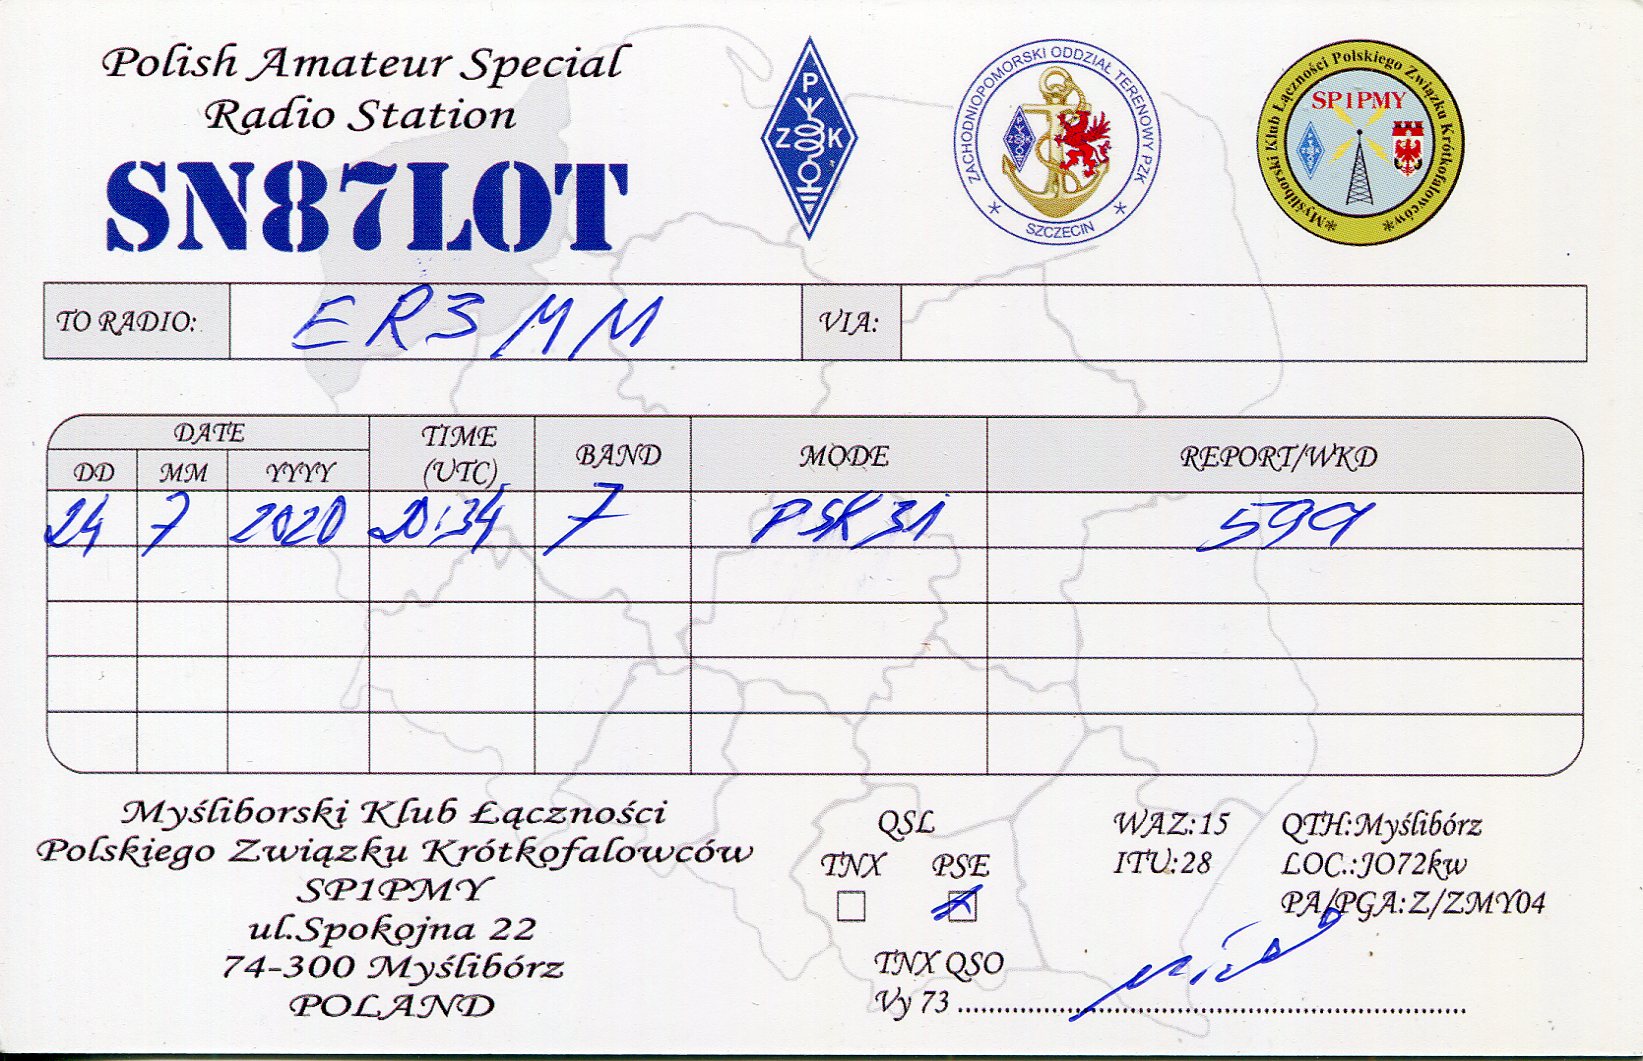 Polish Amateur Special
Radio Station
SN87LOT
P
Z K
ZACHODNIOPOMORSKI ODDZIAŁ TERENOWY PZK
* SZCZECIN *
Myśliborski Klub Łączności Polskiego Związku Krótkofalowców
SP1PMY
TO RADIO: ER3MM VIA:
DATE TIME (UTC) BAND MODE REPORT/WKD
DD MM YYYY
24 7 2020 20:34 7 PSK31 599
Myśliborski Klub Łączności
Polskiego Związku Krótkofalowców
SP1PMY
ul.Spokojna 22
74-300 Myślibórz
POLAND
QSL
TNX PSE
TNX QSO
Vy 73
WAZ:15 QTH:Myślibórz
ITU:28 LOC.:JO72kw
PA/PGA:Z/ZMY04